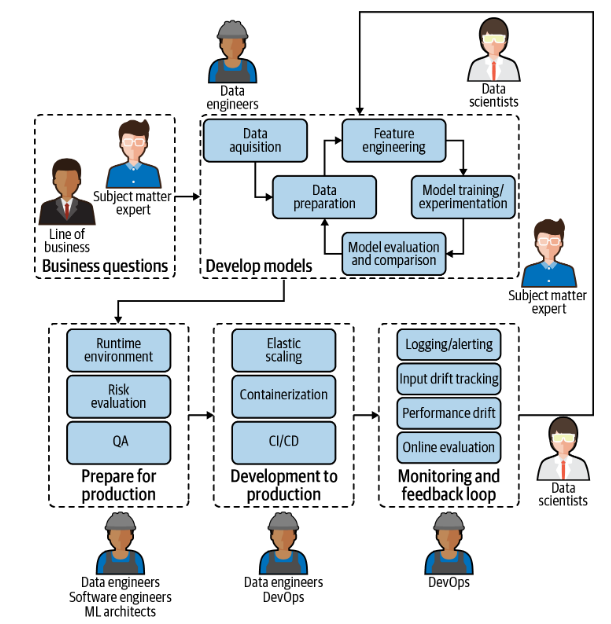 Data
engineers
Data
scientists
Data
aquisition
Feature
engineering
Data
preparation
Model training/
experimentation
Model evaluation
and comparison
Develop models
Subject matter
expert
Line of
business
Business questions
Subject matter
expert
Runtime
environment
Risk
evaluation
QA
Prepare for
production
Elastic
scaling
Containerization
CI/CD
Development to
production
Logging/alerting
Input drift tracking
Performance drift
Online evaluation
Monitoring and
feedback loop
Data
scientists
Data engineers
Software engineers
ML architects
Data engineers
DevOps
DevOps